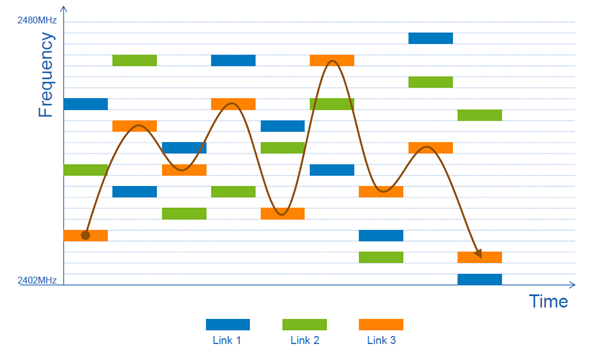 2480MHz
Frequency
2402MHz
Time
Link 1
Link 2
Link 3